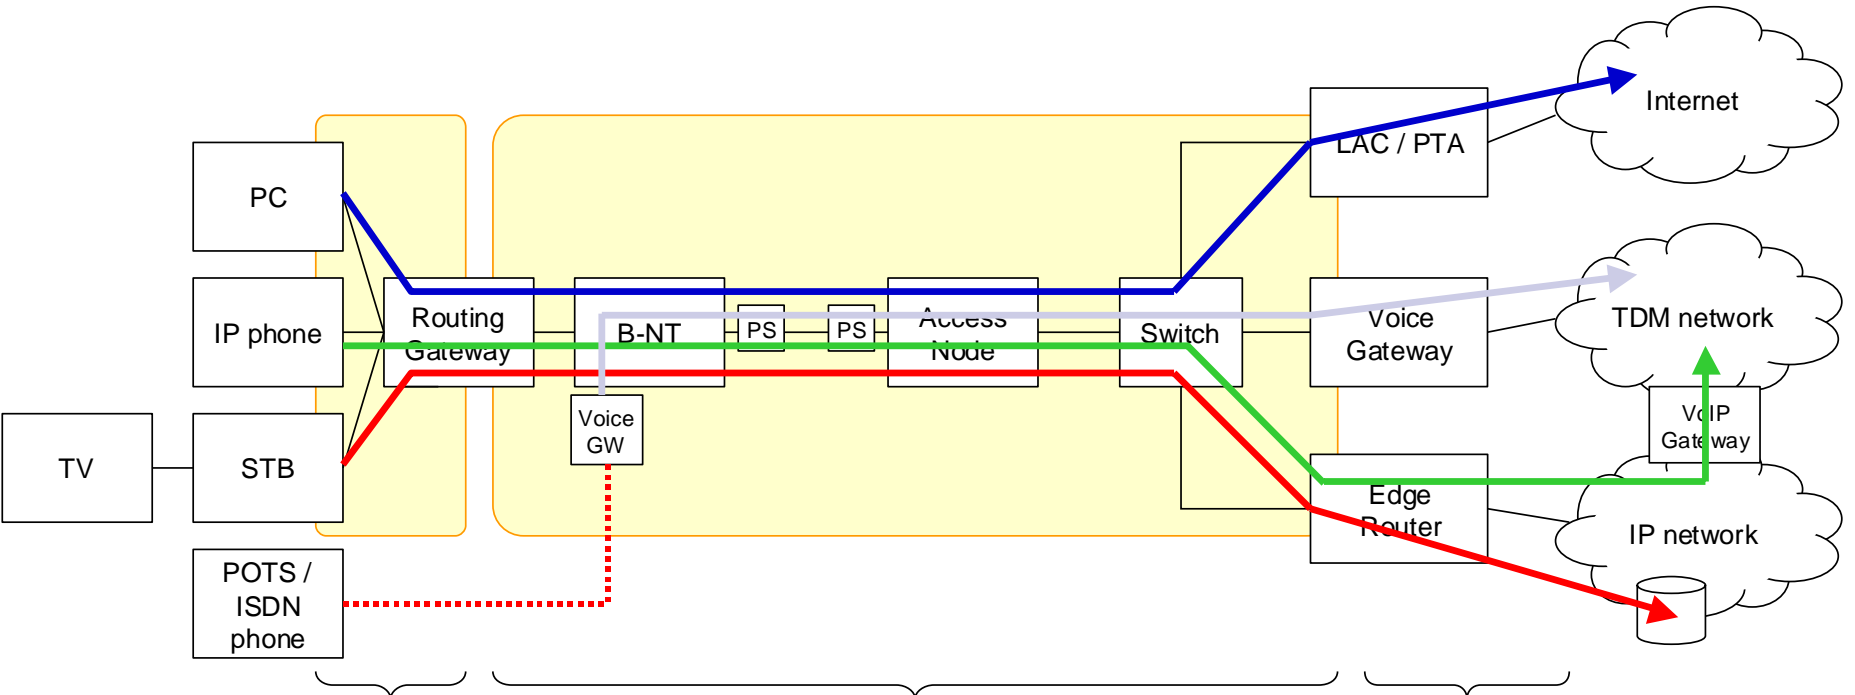 Internet
LAC / PTA
PC
IP phone
Routing
Gateway
B-NT
PS
PS
Access
Node
Switch
Voice
Gateway
TDM network
Voice
GW
VoIP
Gateway
TV
STB
Edge
Router
IP network
POTS /
ISDN
phone